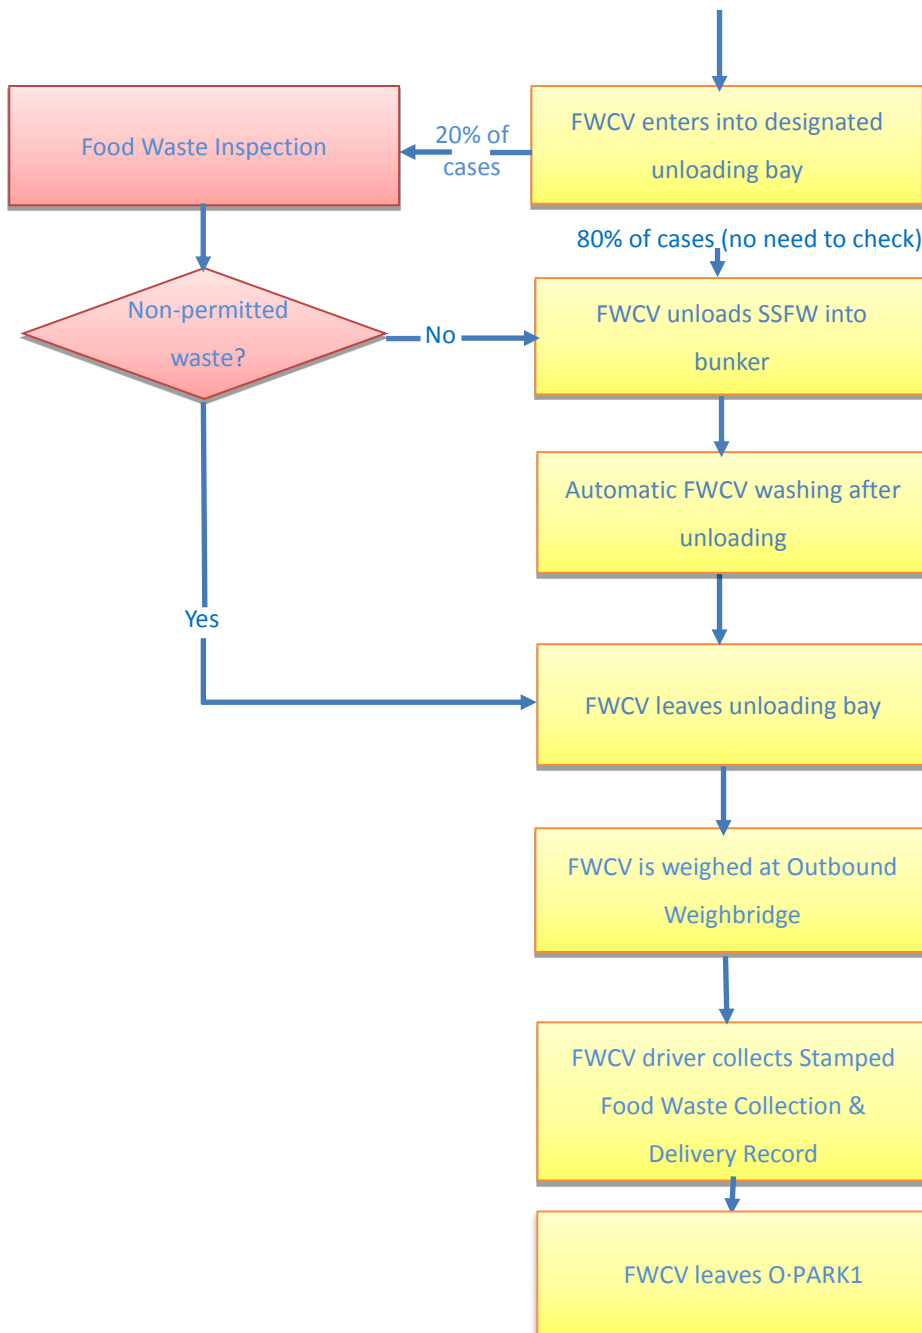 FWCV enters into designated
unloading bay
20% of
cases
Food Waste Inspection
80% of cases (no need to check)
Non-permitted
waste?
No
FWCV unloads SSFW into
bunker
Automatic FWCV washing after
unloading
Yes
FWCV leaves unloading bay
FWCV is weighed at Outbound
Weighbridge
FWCV driver collects Stamped
Food Waste Collection &
Delivery Record
FWCV leaves O·PARK1